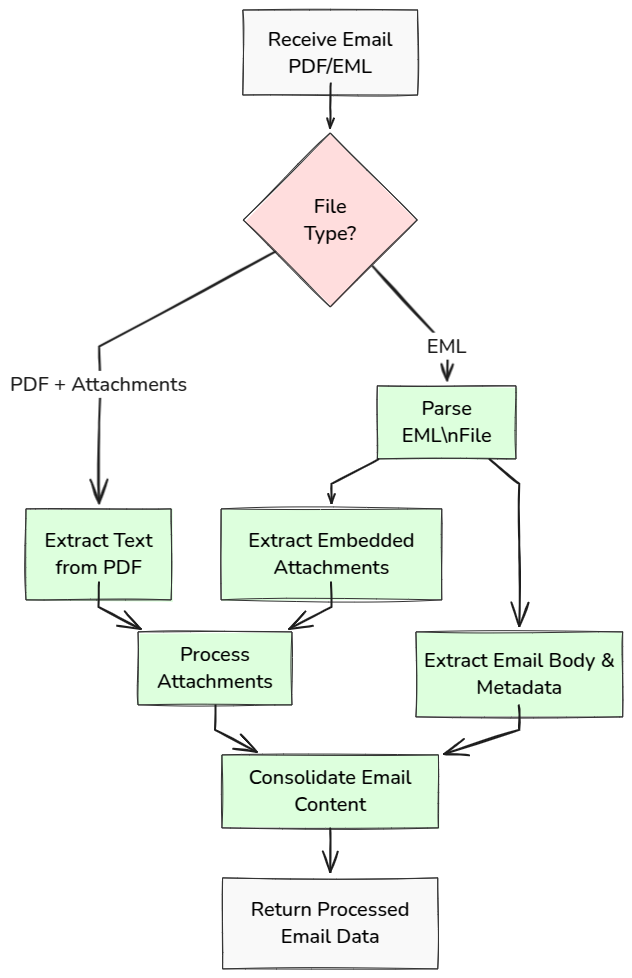 Receive Email
PDF/EML
File
Type?
EML
PDF + Attachments
Parse
EML\nFile
Extract Text
from PDF
Extract Embedded
Attachments
Process
Attachments
Extract Email Body &
Metadata
Consolidate Email
Content
Return Processed
Email Data